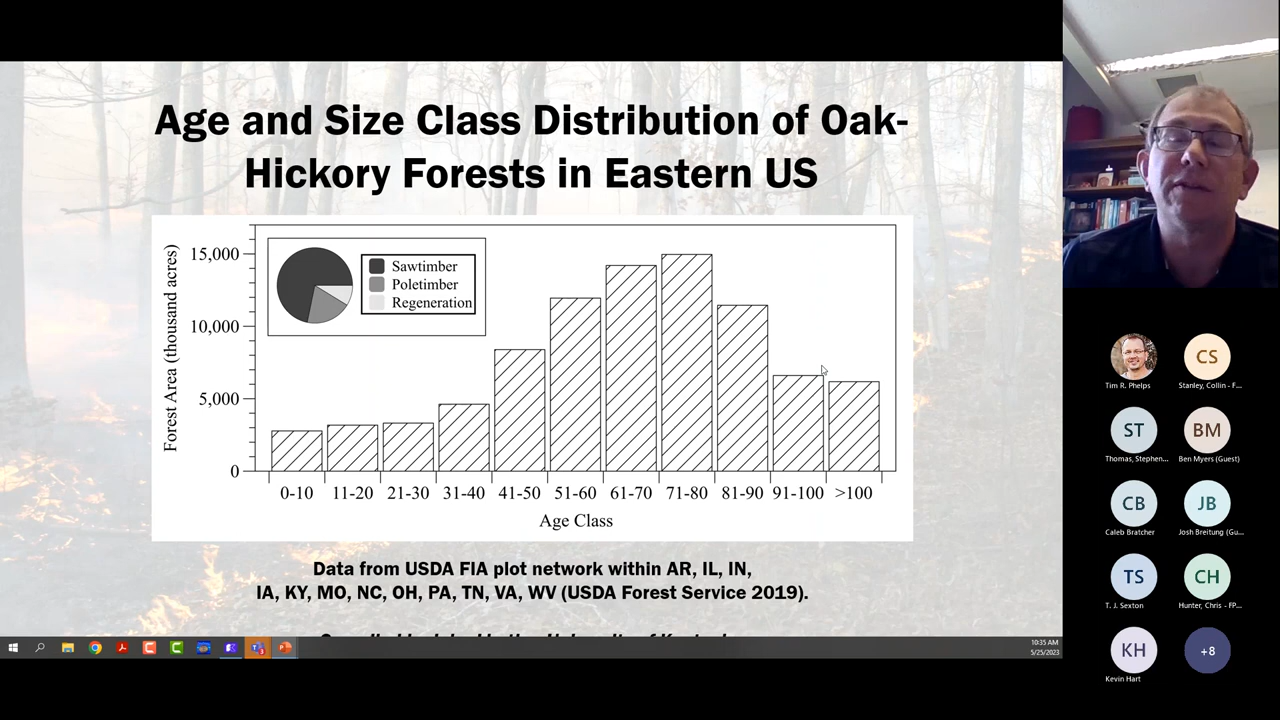 Age and Size Class Distribution of Oak-
Hickory Forests in Eastern US
Forest Area (thousand acres)
15,000
10,000
5,000
0
Sawtimber
Poletimber
Regeneration
0-10 11-20 21-30 31-40 41-50 51-60 61-70 71-80 81-90 91-100 >100
Age Class
Data from USDA FIA plot network within AR, IL, IN,
IA, KY, MO, NC, OH, PA, TN, VA, WV (USDA Forest Service 2019).
10:35 AM
5/25/2023
Tim R. Phelps
CS
Stanley, Collin - F...
ST
Thomas, Stephen...
BM
Ben Myers (Guest)
CB
Caleb Bratcher
JB
Josh Breitung (Gu...
TS
T. J. Sexton
CH
Hunter, Chris - FP...
KH
Kevin Hart
+8